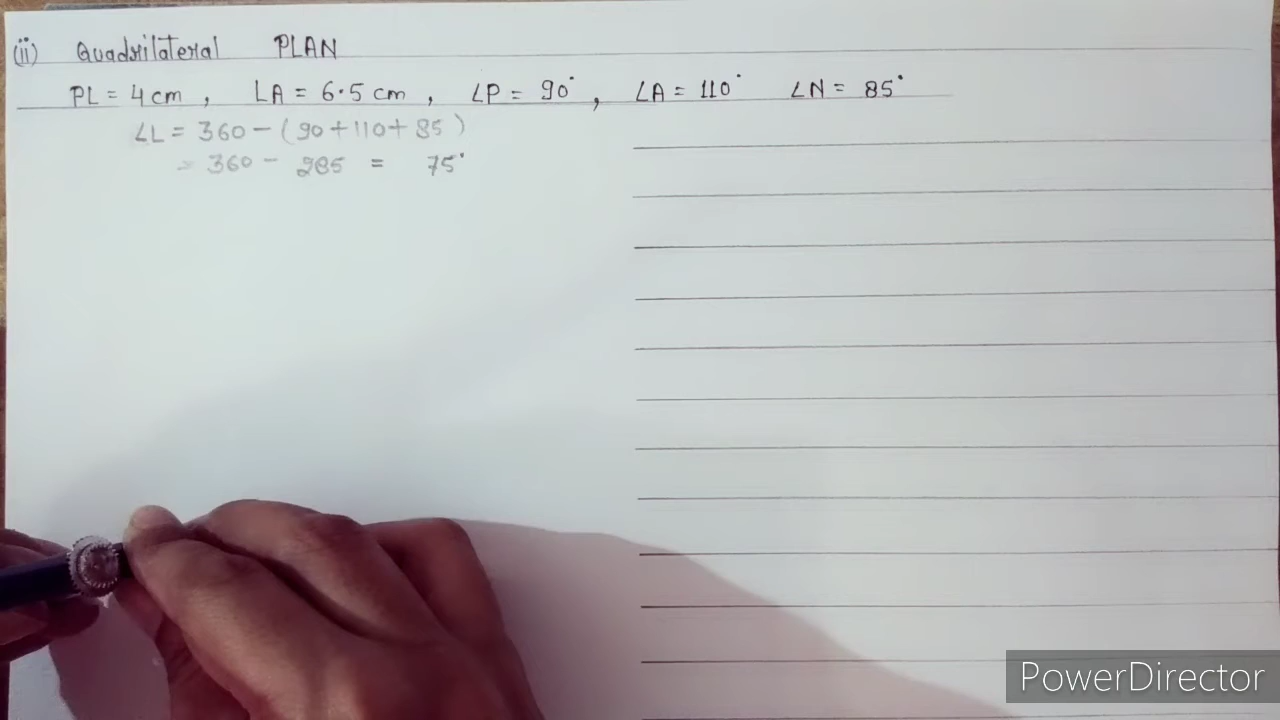 (ii) Quadrilateral PLAN
PL = 4 cm , LA = 6.5 cm , ∠P = 90° , ∠A = 110° ∠N = 85°
∠L = 360 - (90 + 110 + 85)
= 360 - 285 = 75°
PowerDirector